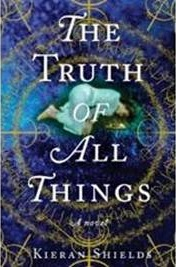 THE
TRUTH
OF
ALL
THINGS
A novel
KIERAN SHIELDS